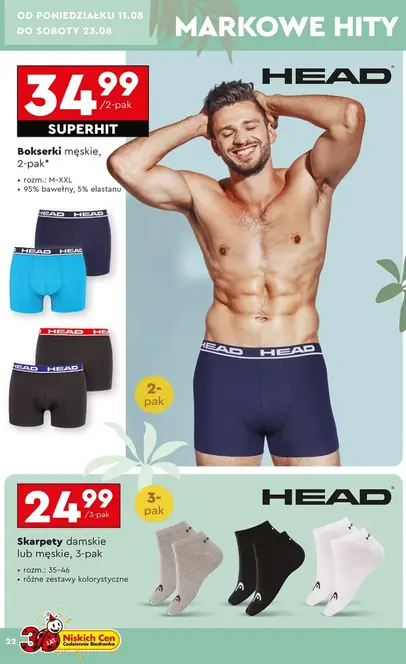 OD PONIEDZIAŁKU 11.08
DO SOBOTY 23.08
MARKOWE HITY
34.99
/2-pak
SUPERHIT
HEAD
Bokserki męskie,
2-pak*
• rozm.: M–XXL
• 95% bawełny, 5% elastanu
HEAD
HEAD
HEAD
HEAD
HEAD HEAD
2-
pak
24.99
/3-pak
3-
pak
HEAD
Skarpety damskie
lub męskie, 3-pak
• rozm.: 35–46
• różne zestawy kolorystyczne
22
30
LAT
Niskich Cen
Codziennie Biedronka